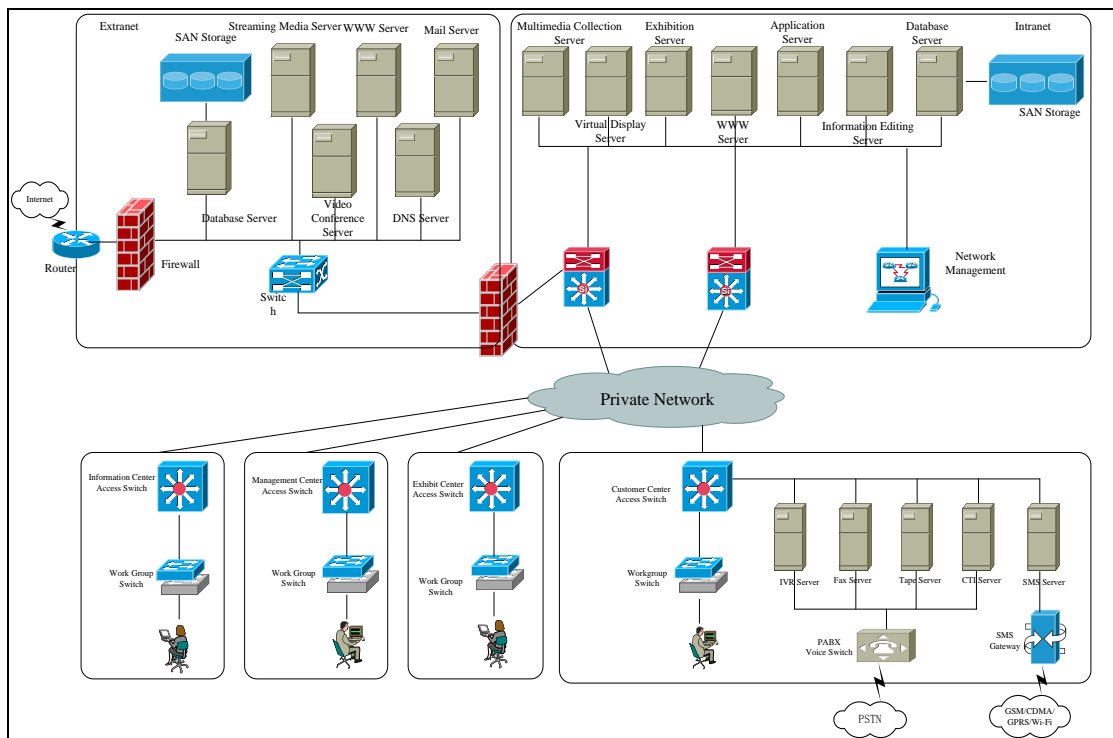 Extranet
Streaming Media Server
WWW Server
Mail Server
SAN Storage
Database Server
Video
Conference
Server
DNS Server
Internet
Router
Firewall
Switc
h
Multimedia Collection
Server
Exhibition
Server
Application
Server
Database
Server
Intranet
SAN Storage
Virtual Display
Server
WWW
Server
Information Editing
Server
Network
Management
Si
Si
Private Network
Information Center
Access Switch
Work Group
Switch
Management Center
Access Switch
Work Group
Switch
Exhibit Center
Access Switch
Work Group
Switch
Customer Center
Access Switch
Workgroup
Switch
IVR Server
Fax Server
Tape Server
CTI Server
SMS Server
PABX
Voice Switch
SMS
Gateway
PSTN
GSM/CDMA/
GPRS/Wi-Fi